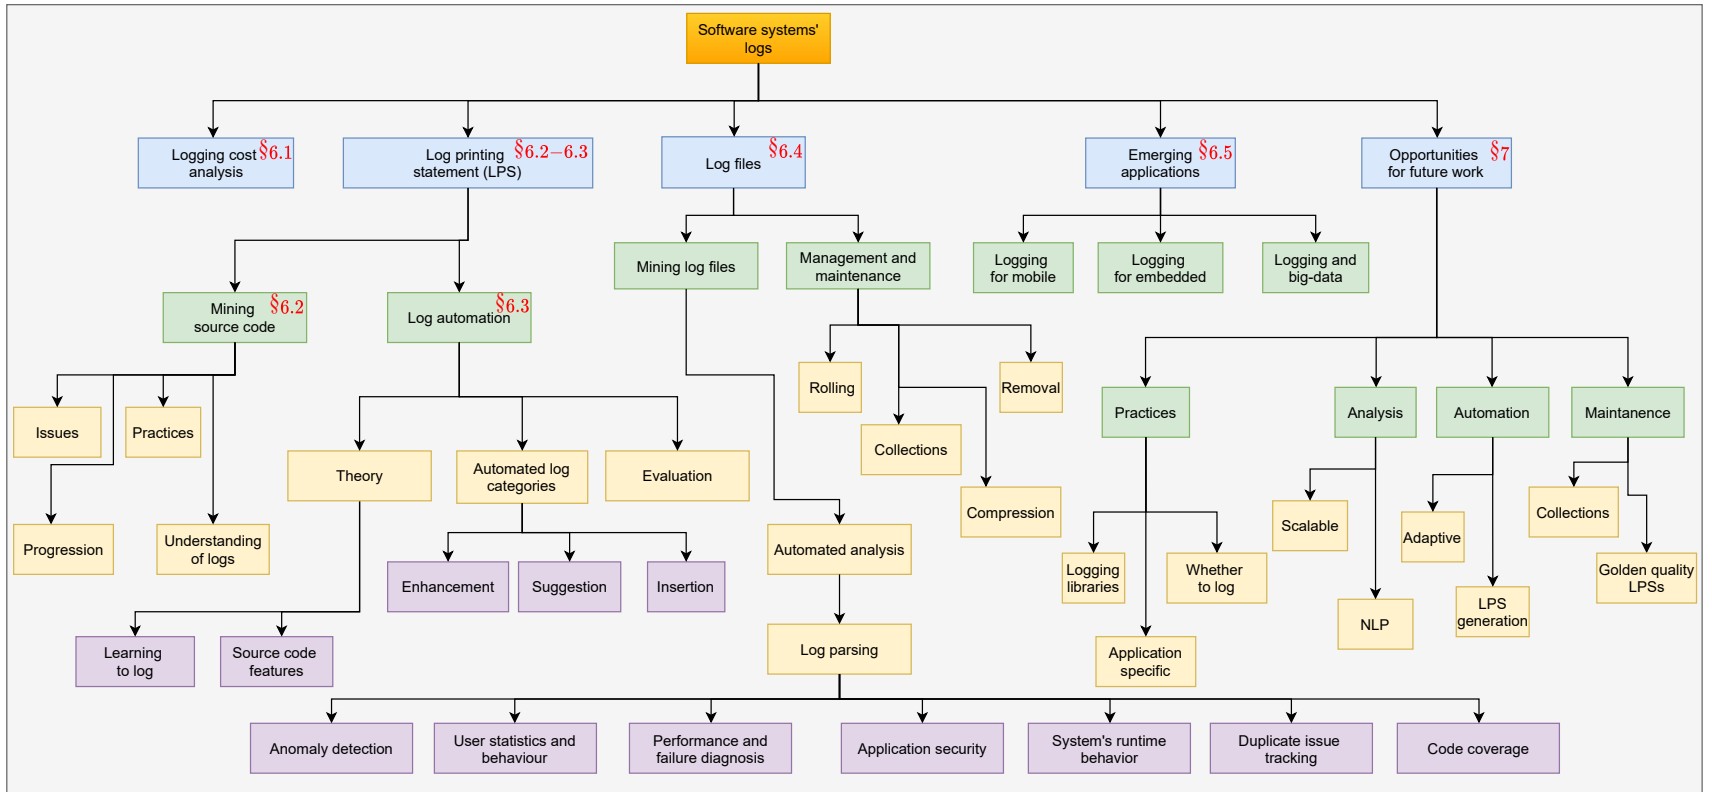 Software systems'
logs
Logging cost §6.1
analysis
Log printing §6.2–6.3
statement (LPS)
Log files §6.4
Emerging §6.5
applications
Opportunities §7
for future work
Mining log files
Management and
maintenance
Logging
for mobile
Logging
for embedded
Logging and
big-data
Mining §6.2
source code
Log automation §6.3
Rolling
Removal
Collections
Compression
Practices
Analysis
Automation
Maintanence
Issues
Practices
Progression
Understanding
of logs
Theory
Automated log
categories
Evaluation
Enhancement
Suggestion
Insertion
Learning
to log
Source code
features
Automated analysis
Log parsing
Logging
libraries
Whether
to log
Application
specific
Scalable
NLP
Adaptive
LPS
generation
Collections
Golden quality
LPSs
Anomaly detection
User statistics and
behaviour
Performance and
failure diagnosis
Application security
System's runtime
behavior
Duplicate issue
tracking
Code coverage